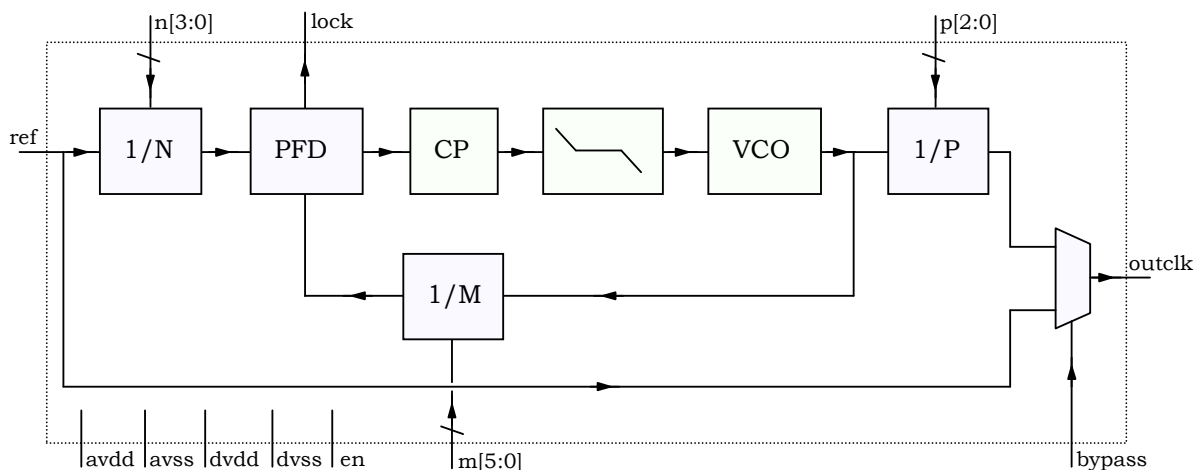 n[3:0]
lock
p[2:0]
ref
1/N
PFD
CP
VCO
1/P
1/M
outclk
avdd
avss
dvdd
dvss
en
m[5:0]
bypass